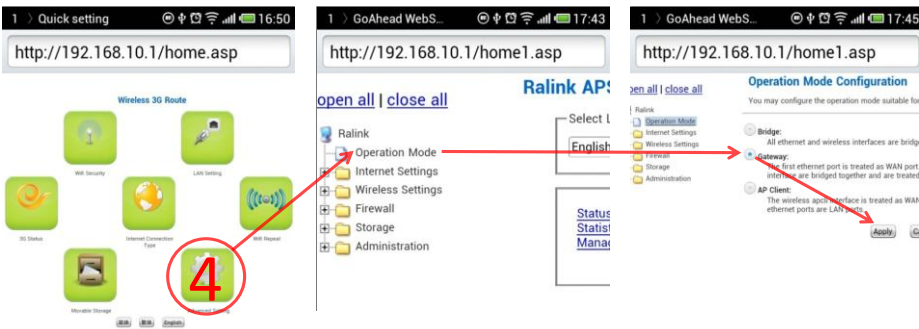 1 〉 Quick setting 16:50
http://192.168.10.1/home.asp
Wireless 3G Route
Wifi Security
LAN Setting
3G Status
Internet Connection
Type
Wifi Repeat
Movable Storage
Advanced Setting
English
4
1 〉 GoAhead WebS... 17:43
http://192.168.10.1/home1.asp
open all | close all
Ralink APS
Select L
English
Ralink
Operation Mode
Internet Settings
Wireless Settings
Firewall
Storage
Administration
Status
Statist
Manag
1 〉 GoAhead WebS... 17:45
http://192.168.10.1/home1.asp
pen all | close all
Ralink
Operation Mode
Internet Settings
Wireless Settings
Firewall
Storage
Administration
Operation Mode Configuration
You may configure the operation mode suitable for
Bridge:
All ethernet and wireless interfaces are bridge
Gateway:
The first ethernet port is treated as WAN port
interface are bridged together and are treated
AP Client:
The wireless apcli interface is treated as WAN
ethernet ports are LAN ports
Apply
Ca